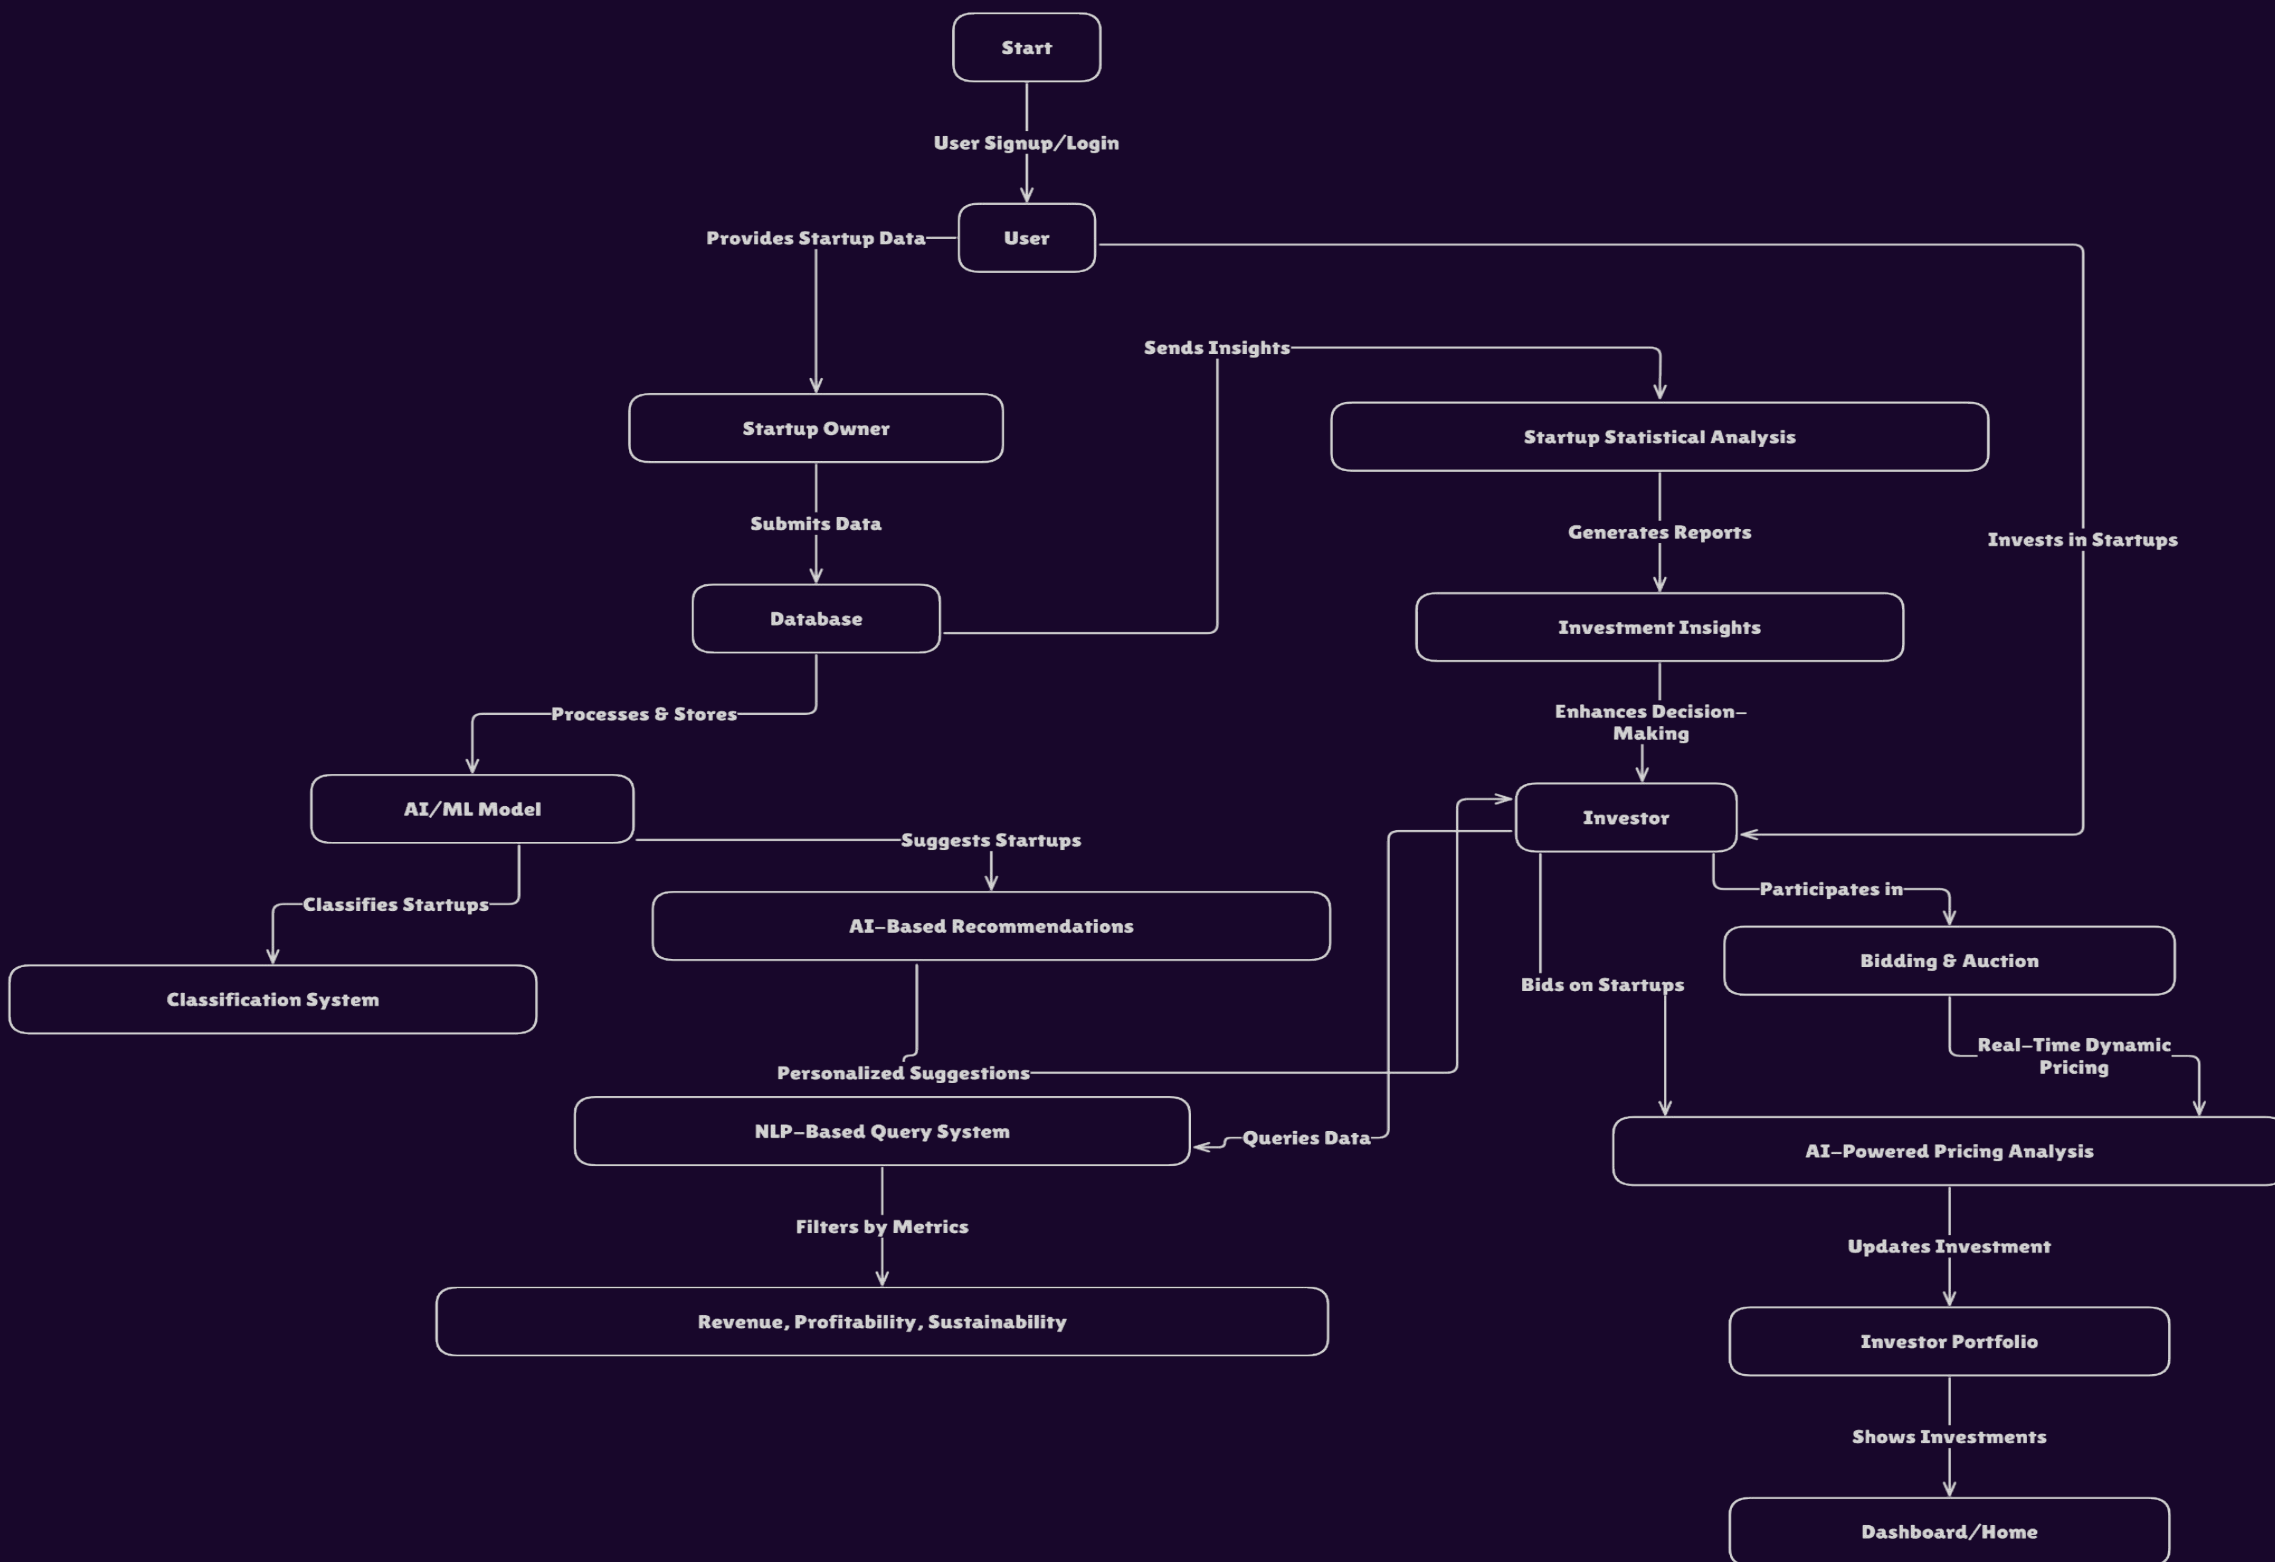 Start
User Signup/Login
Provides Startup Data
User
Sends Insights
Startup Owner
Startup Statistical Analysis
Submits Data
Generates Reports
Invests in Startups
Database
Investment Insights
Processes & Stores
Enhances Decision-
Making
AI/ML Model
Investor
Suggests Startups
Classifies Startups
Participates in
AI-Based Recommendations
Bidding & Auction
Classification System
Bids on Startups
Real-Time Dynamic
Pricing
Personalized Suggestions
NLP-Based Query System
Queries Data
AI-Powered Pricing Analysis
Filters by Metrics
Updates Investment
Revenue, Profitability, Sustainability
Investor Portfolio
Shows Investments
Dashboard/Home